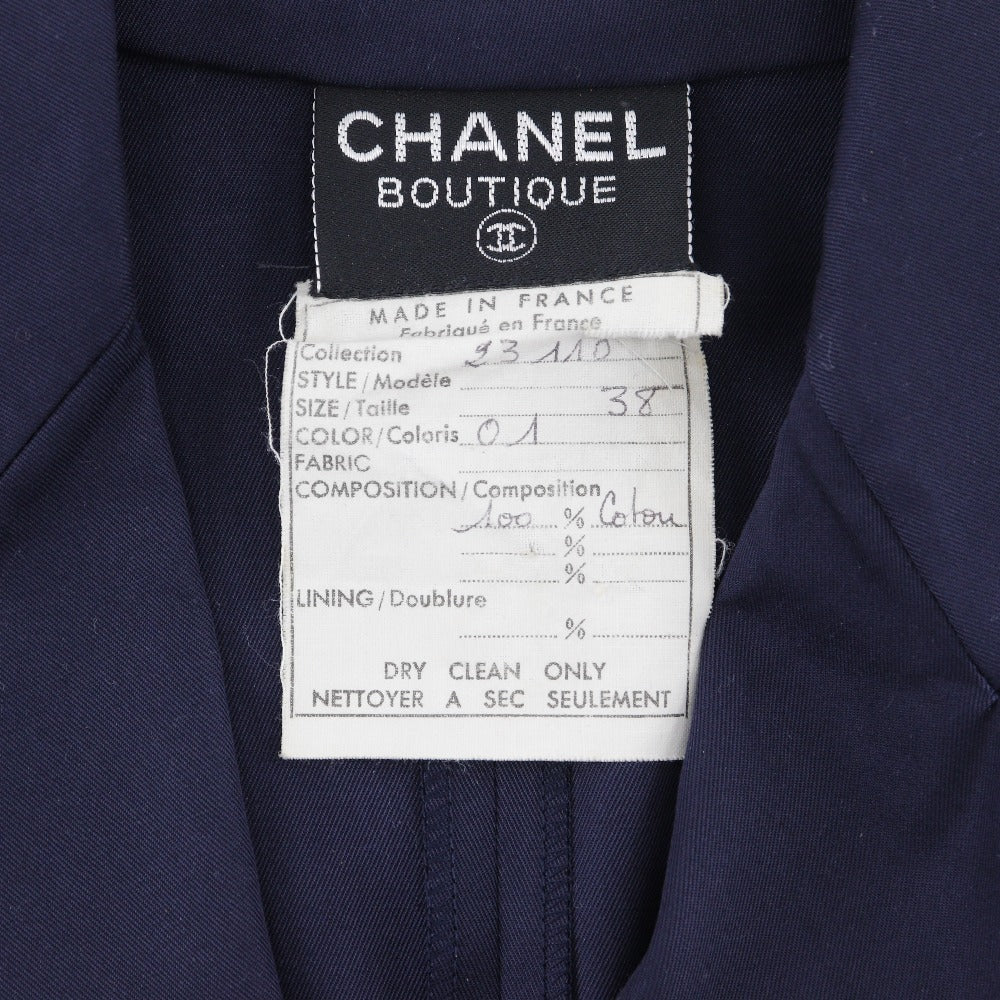 CHANEL
BOUTIQUE
MADE IN FRANCE
Fabriqué en France
Collection 23 110
STYLE/Modèle
SIZE/Taille 38
COLOR/Coloris 01
FABRIC
COMPOSITION/Composition
100 % Coton
%
%
LINING/Doublure
%
DRY CLEAN ONLY
NETTOYER A SEC SEULEMENT